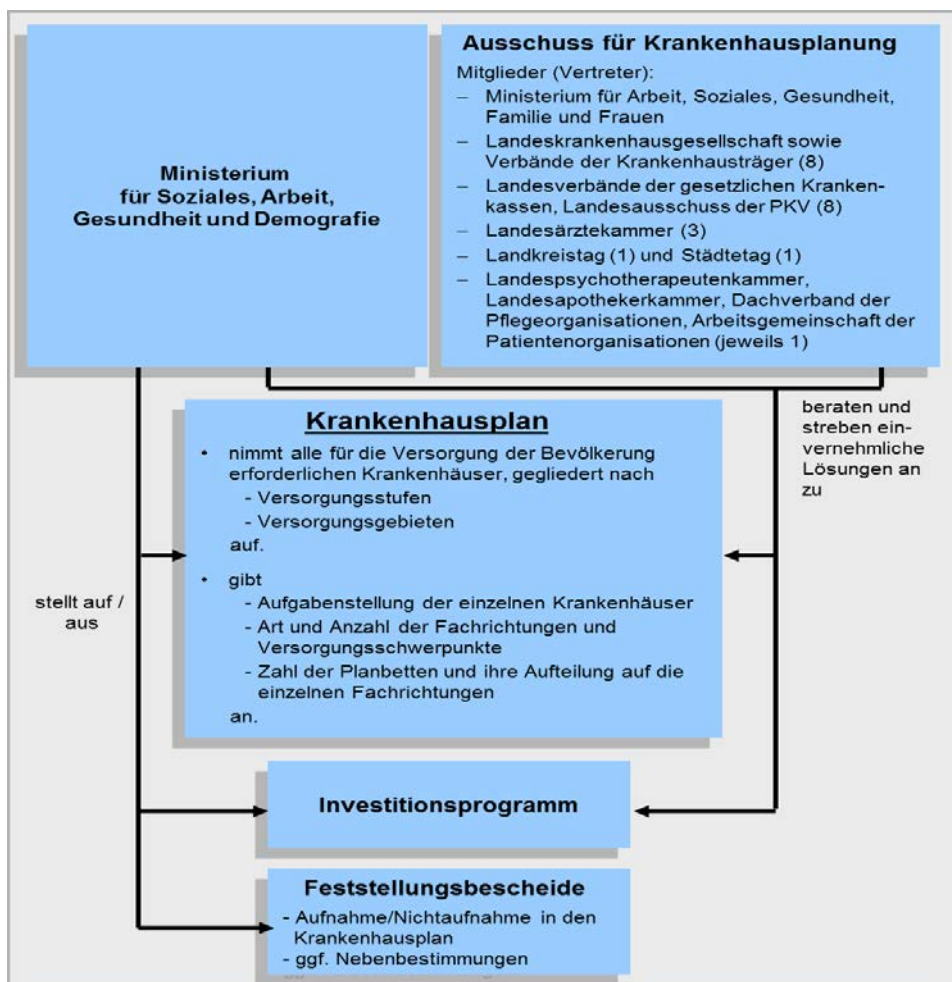 Ministerium
für Soziales, Arbeit,
Gesundheit und Demografie
Ausschuss für Krankenhausplanung
Mitglieder (Vertreter):
– Ministerium für Arbeit, Soziales, Gesundheit,
Familie und Frauen
– Landeskrankenhausgesellschaft sowie
Verbände der Krankenhausträger (8)
– Landesverbände der gesetzlichen Kranken-
kassen, Landesausschuss der PKV (8)
– Landesärztekammer (3)
– Landkreistag (1) und Städtetag (1)
– Landespsychotherapeutenkammer,
Landesapothekerkammer, Dachverband der
Pflegeorganisationen, Arbeitsgemeinschaft der
Patientenorganisationen (jeweils 1)
beraten und
streben ein-
vernehmliche
Lösungen an
zu
Krankenhausplan
• nimmt alle für die Versorgung der Bevölkerung
erforderlichen Krankenhäuser, gegliedert nach
- Versorgungsstufen
- Versorgungsgebieten
auf.
• gibt
- Aufgabenstellung der einzelnen Krankenhäuser
- Art und Anzahl der Fachrichtungen und
Versorgungsschwerpunkte
- Zahl der Planbetten und ihre Aufteilung auf die
einzelnen Fachrichtungen
an.
stellt auf /
aus
Investitionsprogramm
Feststellungsbescheide
- Aufnahme/Nichtaufnahme in den
Krankenhausplan
- ggf. Nebenbestimmungen